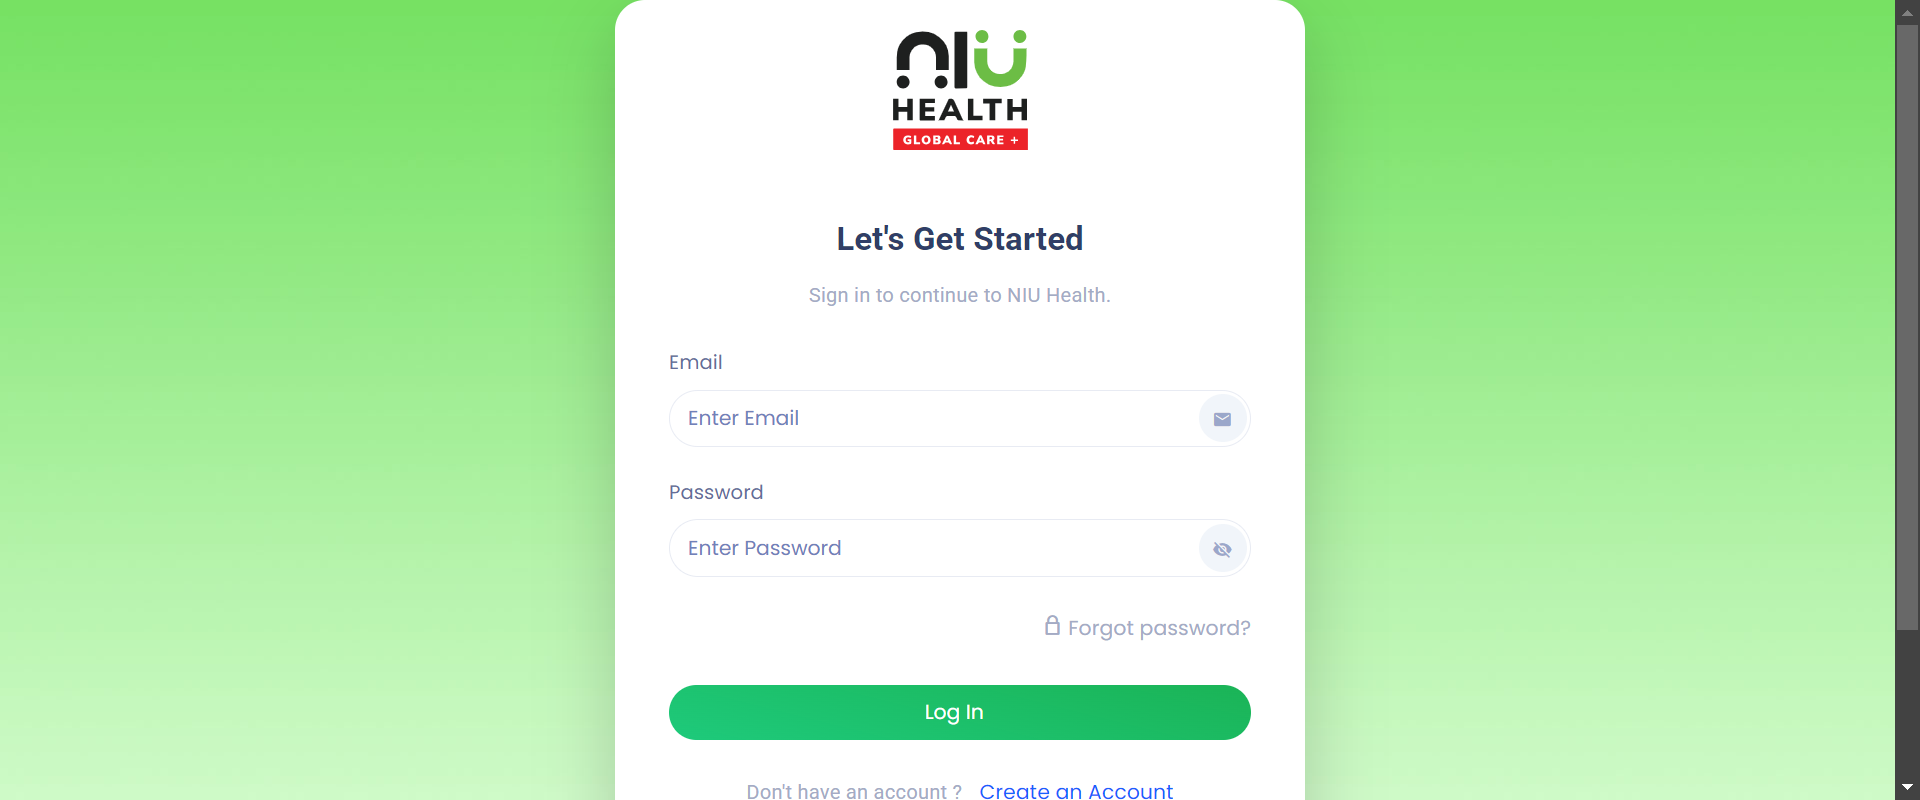 NIU
HEALTH
GLOBAL CARE +
Let's Get Started
Sign in to continue to NIU Health.
Email
Enter Email
Password
Enter Password
Forgot password?
Log In
Don't have an account ? Create an Account